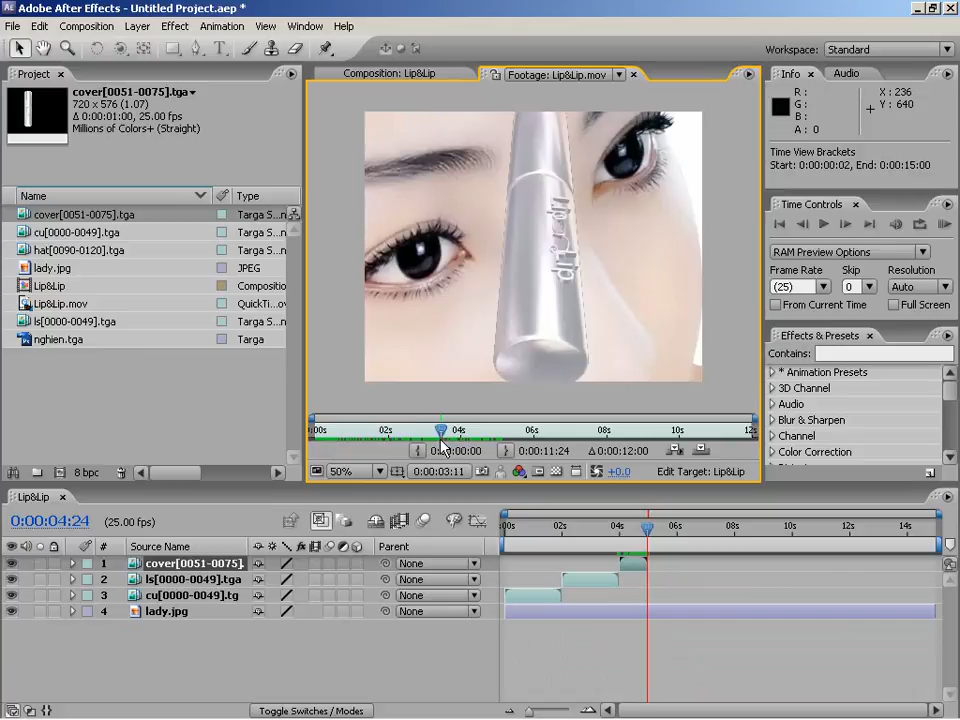 Adobe After Effects - Untitled Project.aep *
File Edit Composition Layer Effect Animation View Window Help
Workspace: Standard
Project
cover[0051-0075].tga
720 x 576 (1.07)
Δ 0:00:01:00, 25.00 fps
Millions of Colors+ (Straight)
Name Type
cover[0051-0075].tga Targa S...
cu[0000-0049].tga Targa S...n
hat[0090-0120].tga Targa S...n
lady.jpg JPEG
Lip&Lip Compositio
Lip&Lip.mov QuickTi...ov
ls[0000-0049].tga Targa S...n
nghien.tga Targa
8 bpc
Composition: Lip&Lip
Footage: Lip&Lip.mov
02s 04s 06s 08s 10s 12s
0:00:11:24 Δ 0:00:12:00
50% 0:00:03:11 +0.0 Edit Target: Lip&Lip
Info Audio
R : X : 236
G : Y : 640
B :
A : 0
Time View Brackets
Start: 0:00:00:02, End: 0:00:15:00
Time Controls
RAM Preview Options
Frame Rate Skip Resolution
(25) 0 Auto
From Current Time Full Screen
Effects & Presets
Contains:
* Animation Presets
3D Channel
Audio
Blur & Sharpen
Channel
Color Correction
Lip&Lip
0:00:04:24 (25.00 fps)
:00s 02s 04s 06s 08s 10s 12s 14s
# Source Name Parent
1 cover[0051-0075]. None
2 ls[0000-0049].tga None
3 cu[0000-0049].tg None
4 lady.jpg None
Toggle Switches / Modes